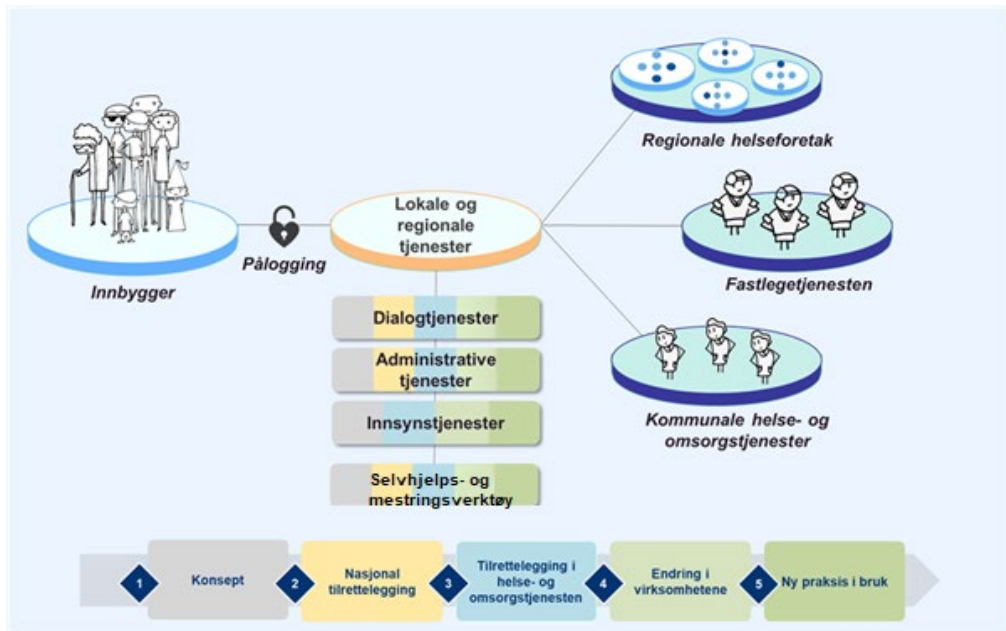 Innbygger
Pålogging
Lokale og
regionale
tjenester
Regionale helseforetak
Fastlegetjenesten
Kommunale helse- og
omsorgstjenester
Dialogtjenester
Administrative
tjenester
Innsynstjenester
Selvhjelps- og
mestringsverktøy
1
Konsept
2
Nasjonal
tilrettelegging
3
Tilrettelegging i
helse- og
omsorgstjenesten
4
Endring i
virksomhetene
5
Ny praksis i bruk